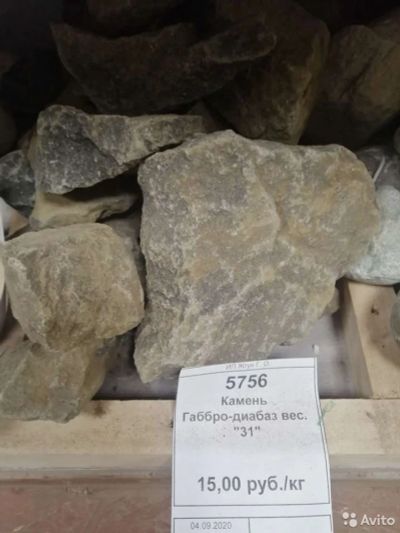 5756
Камень
Габбро-диабаз вес.
"31"
15,00 руб./кг
04.09.2020
Avito